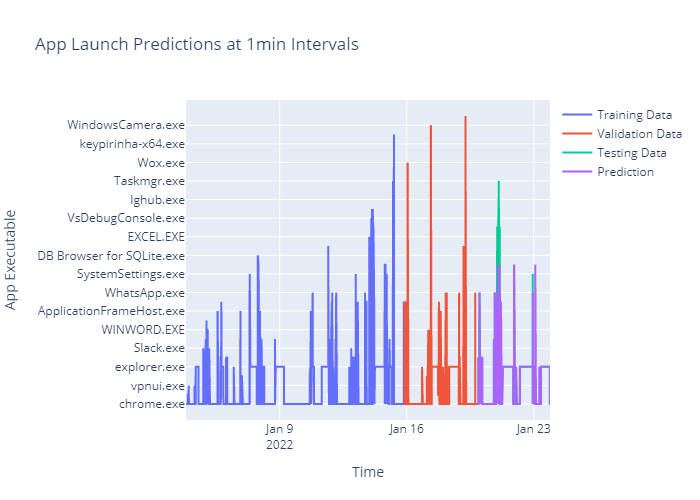 App Launch Predictions at 1min Intervals
Training Data
Validation Data
Testing Data
Prediction
App Executable
WindowsCamera.exe
keypirinha-x64.exe
Wox.exe
Taskmgr.exe
lghub.exe
VsDebugConsole.exe
EXCEL.EXE
DB Browser for SQLite.exe
SystemSettings.exe
WhatsApp.exe
ApplicationFrameHost.exe
WINWORD.EXE
Slack.exe
explorer.exe
vpnui.exe
chrome.exe
Jan 9
2022
Jan 16
Jan 23
Time